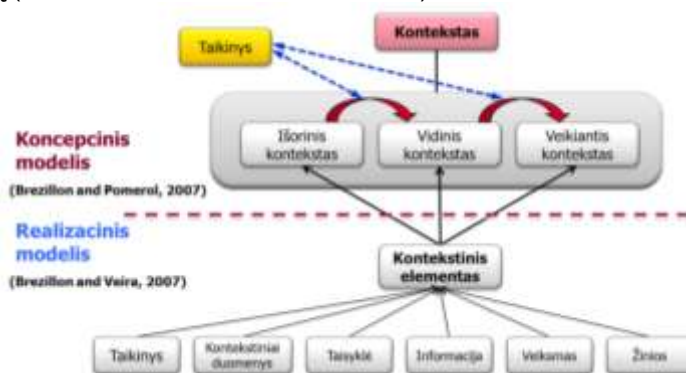 Kontekstas
Taikinys
Išorinis
kontekstas
Vidinis
kontekstas
Veikiantis
kontekstas
Koncepcinis
modelis
(Brezillon and Pomerol, 2007)
Realizacinis
modelis
(Brezillon and Veira, 2007)
Kontekstinis
elementas
Taikinys
Kontekstiniai
duomenys
Taisyklė
Informacija
Veiksmas
Žinios